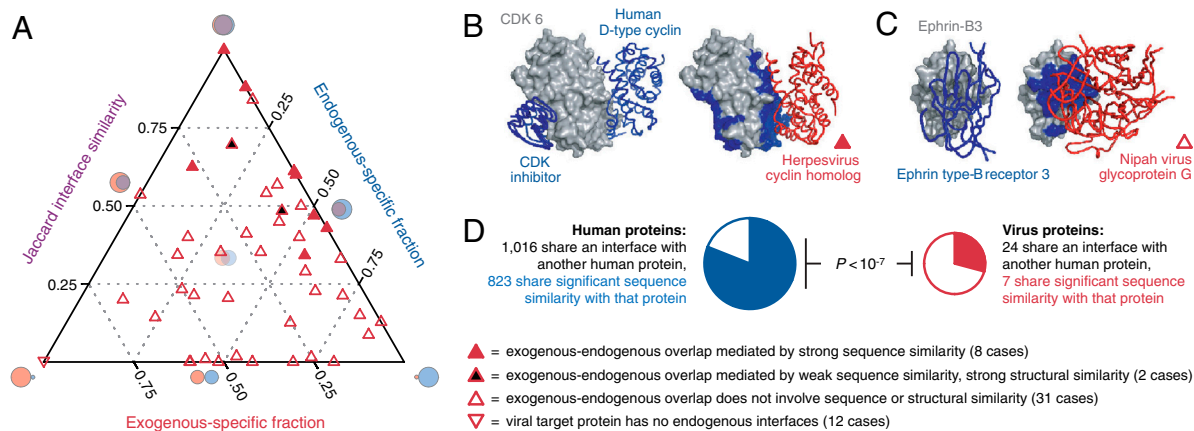 A
0.75
0.50
0.25
0.25
0.50
0.75
0.75
0.50
0.25
Jaccard interface similarity
Endogenous-specific fraction
Exogenous-specific fraction
B
CDK 6
Human
D-type cyclin
CDK
inhibitor
Herpesvirus
cyclin homolog
C
Ephrin-B3
Ephrin type-B receptor 3
Nipah virus
glycoprotein G
D
Human proteins:
1,016 share an interface with
another human protein,
823 share significant sequence
similarity with that protein
P < 10-7
Virus proteins:
24 share an interface with
another human protein,
7 share significant sequence
similarity with that protein
= exogenous-endogenous overlap mediated by strong sequence similarity (8 cases)
= exogenous-endogenous overlap mediated by weak sequence similarity, strong structural similarity (2 cases)
= exogenous-endogenous overlap does not involve sequence or structural similarity (31 cases)
= viral target protein has no endogenous interfaces (12 cases)